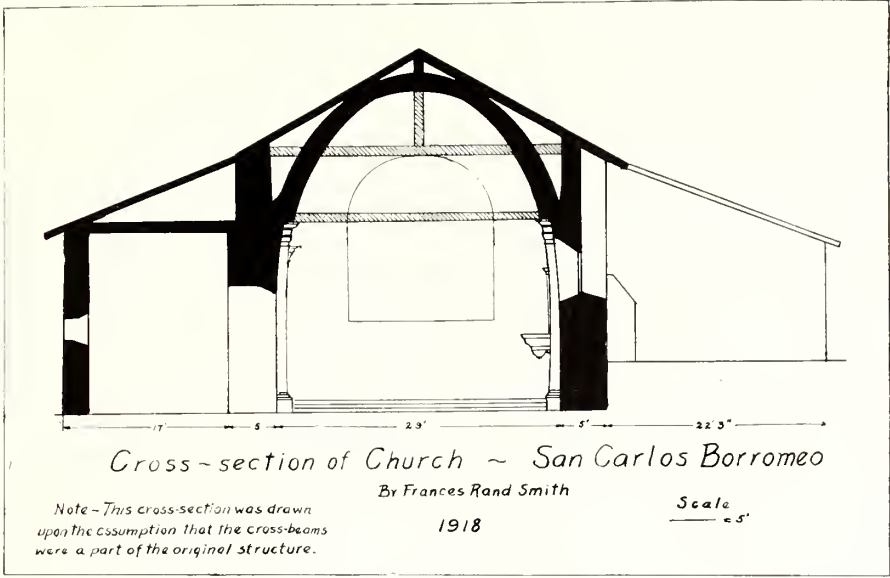 17'
5
29'
5'
22'3"
Cross-section of Church ~ San Carlos Borromeo
By Frances Rand Smith
1918
Scale
= 5'
Note - This cross-section was drawn
upon the assumption that the cross-beams
were a part of the original structure.